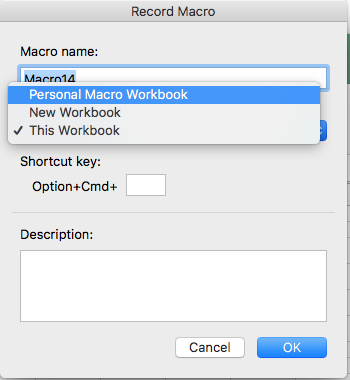 Record Macro
Macro name:
Macro14
Personal Macro Workbook
New Workbook
✓ This Workbook
Shortcut key:
Option+Cmd+
Description:
Cancel
OK